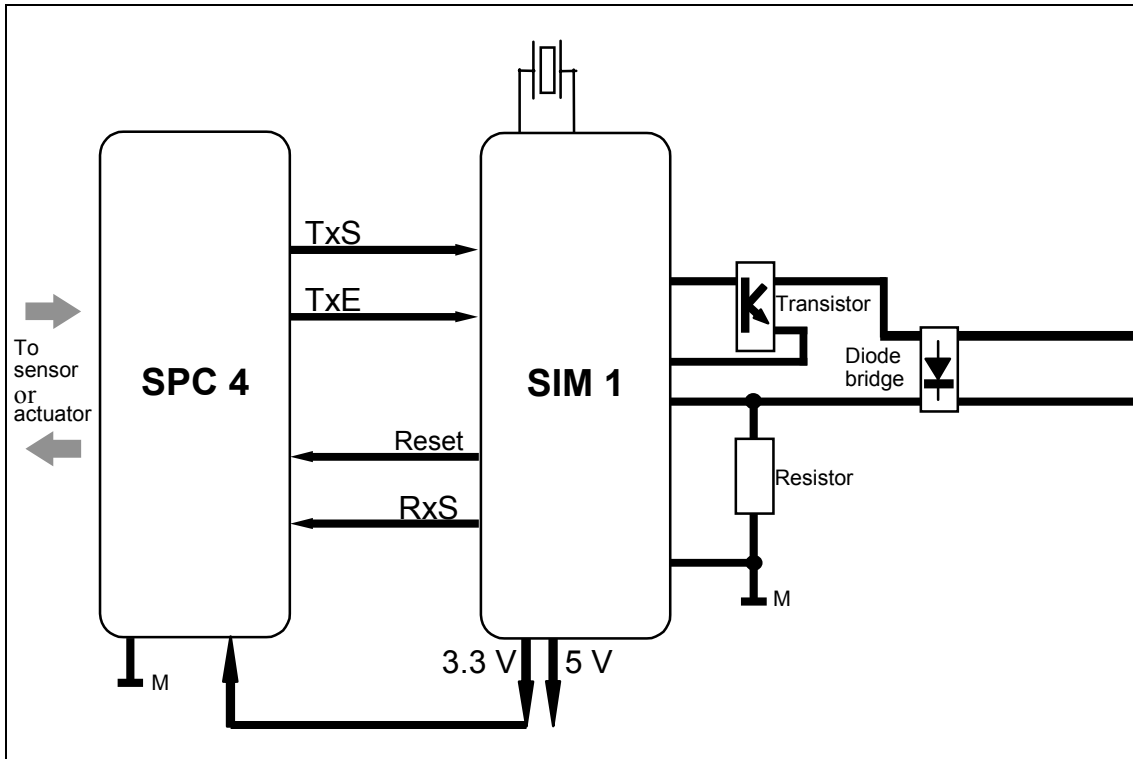 TxS
TxE
To
sensor
or
actuator
SPC 4
SIM 1
Transistor
Diode
bridge
Reset
RxS
Resistor
M
3.3 V
5 V
M